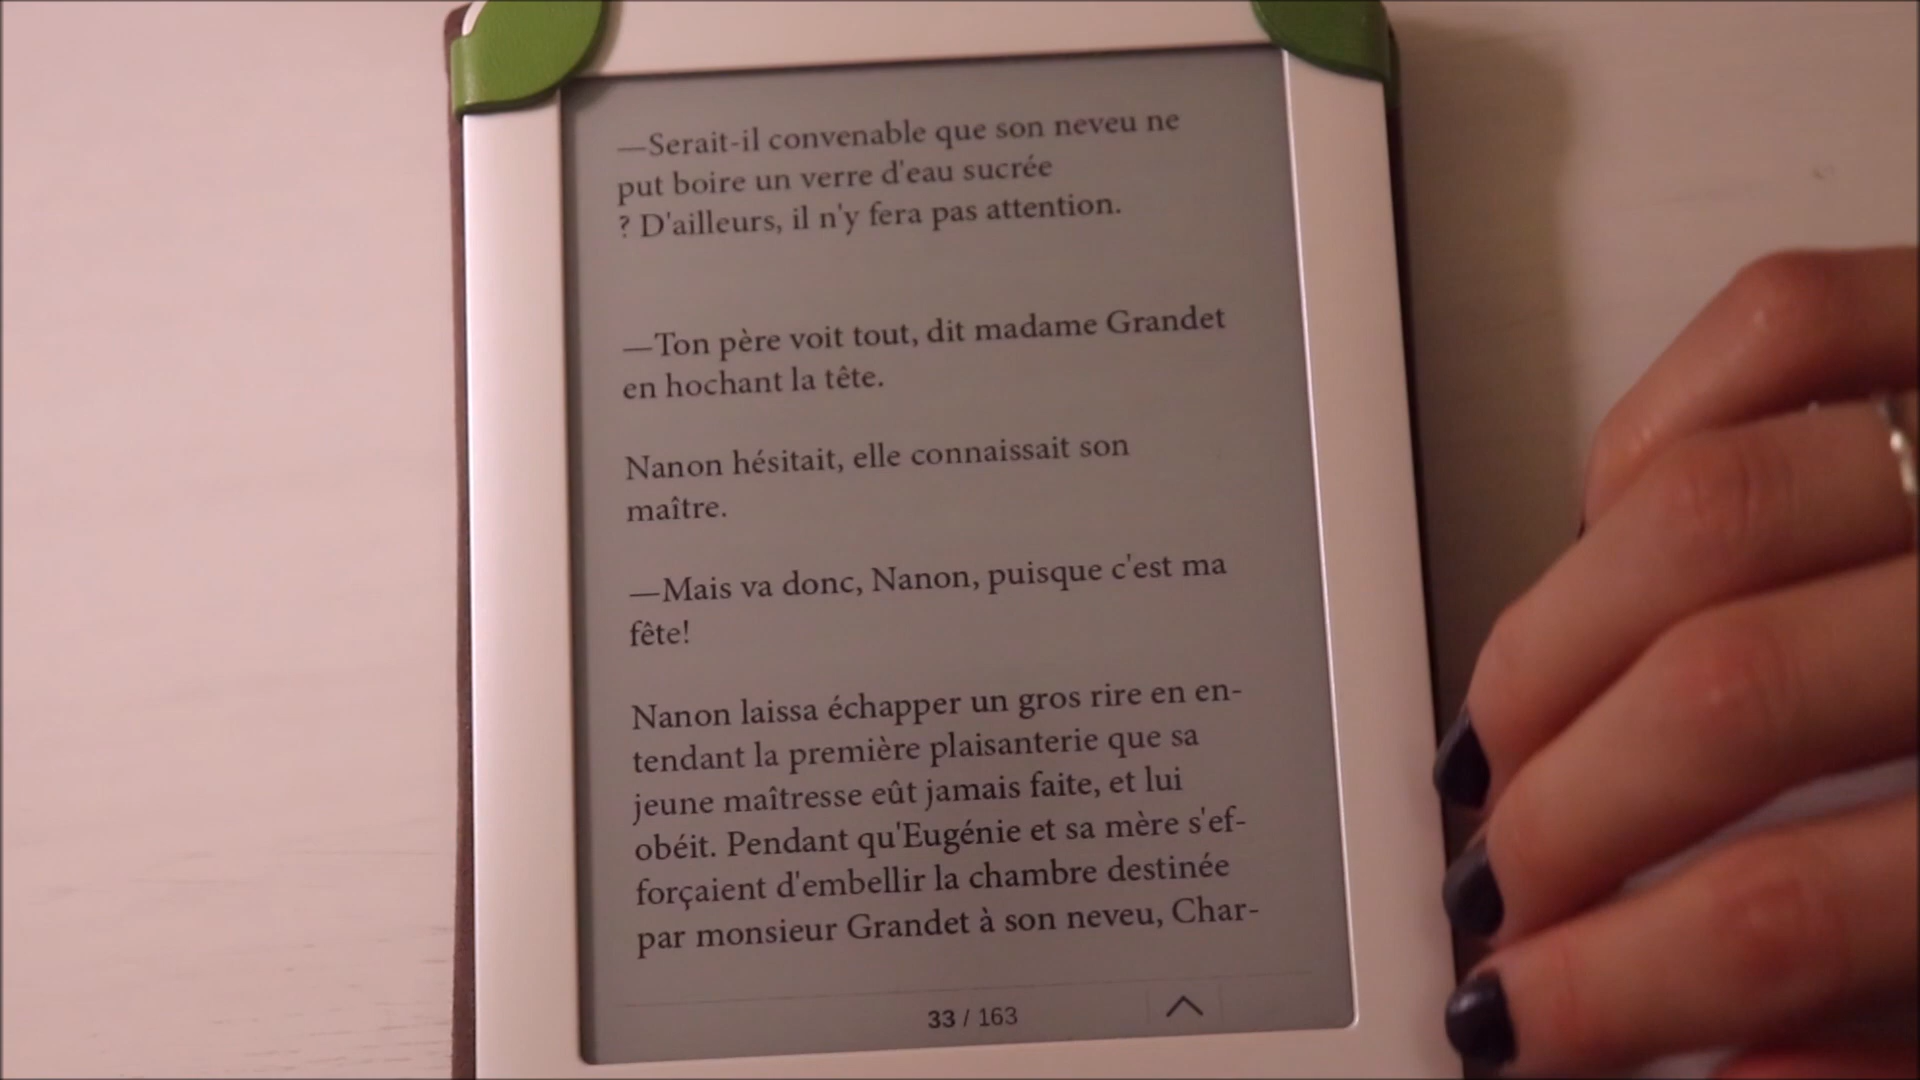 —Serait-il convenable que son neveu ne
put boire un verre d'eau sucrée
? D'ailleurs, il n'y fera pas attention.
—Ton père voit tout, dit madame Grandet
en hochant la tête.
Nanon hésitait, elle connaissait son
maître.
—Mais va donc, Nanon, puisque c'est ma
fête!
Nanon laissa échapper un gros rire en en-
tendant la première plaisanterie que sa
jeune maîtresse eût jamais faite, et lui
obéit. Pendant qu'Eugénie et sa mère s'ef-
forçaient d'embellir la chambre destinée
par monsieur Grandet à son neveu, Char-
33 / 163